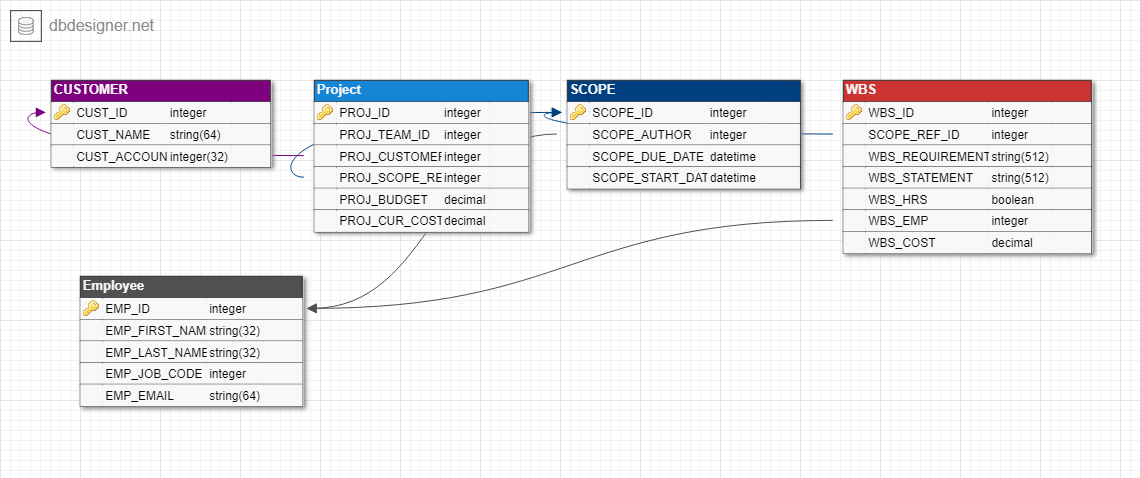 dbdesigner.net
CUSTOMER
CUST_ID integer
CUST_NAME string(64)
CUST_ACCOUN integer(32)
Project
PROJ_ID integer
PROJ_TEAM_ID integer
PROJ_CUSTOMER integer
PROJ_SCOPE_RE integer
PROJ_BUDGET decimal
PROJ_CUR_COST decimal
SCOPE
SCOPE_ID integer
SCOPE_AUTHOR integer
SCOPE_DUE_DATE datetime
SCOPE_START_DAT datetime
WBS
WBS_ID integer
SCOPE_REF_ID integer
WBS_REQUIREMENT string(512)
WBS_STATEMENT string(512)
WBS_HRS boolean
WBS_EMP integer
WBS_COST decimal
Employee
EMP_ID integer
EMP_FIRST_NAM string(32)
EMP_LAST_NAME string(32)
EMP_JOB_CODE integer
EMP_EMAIL string(64)